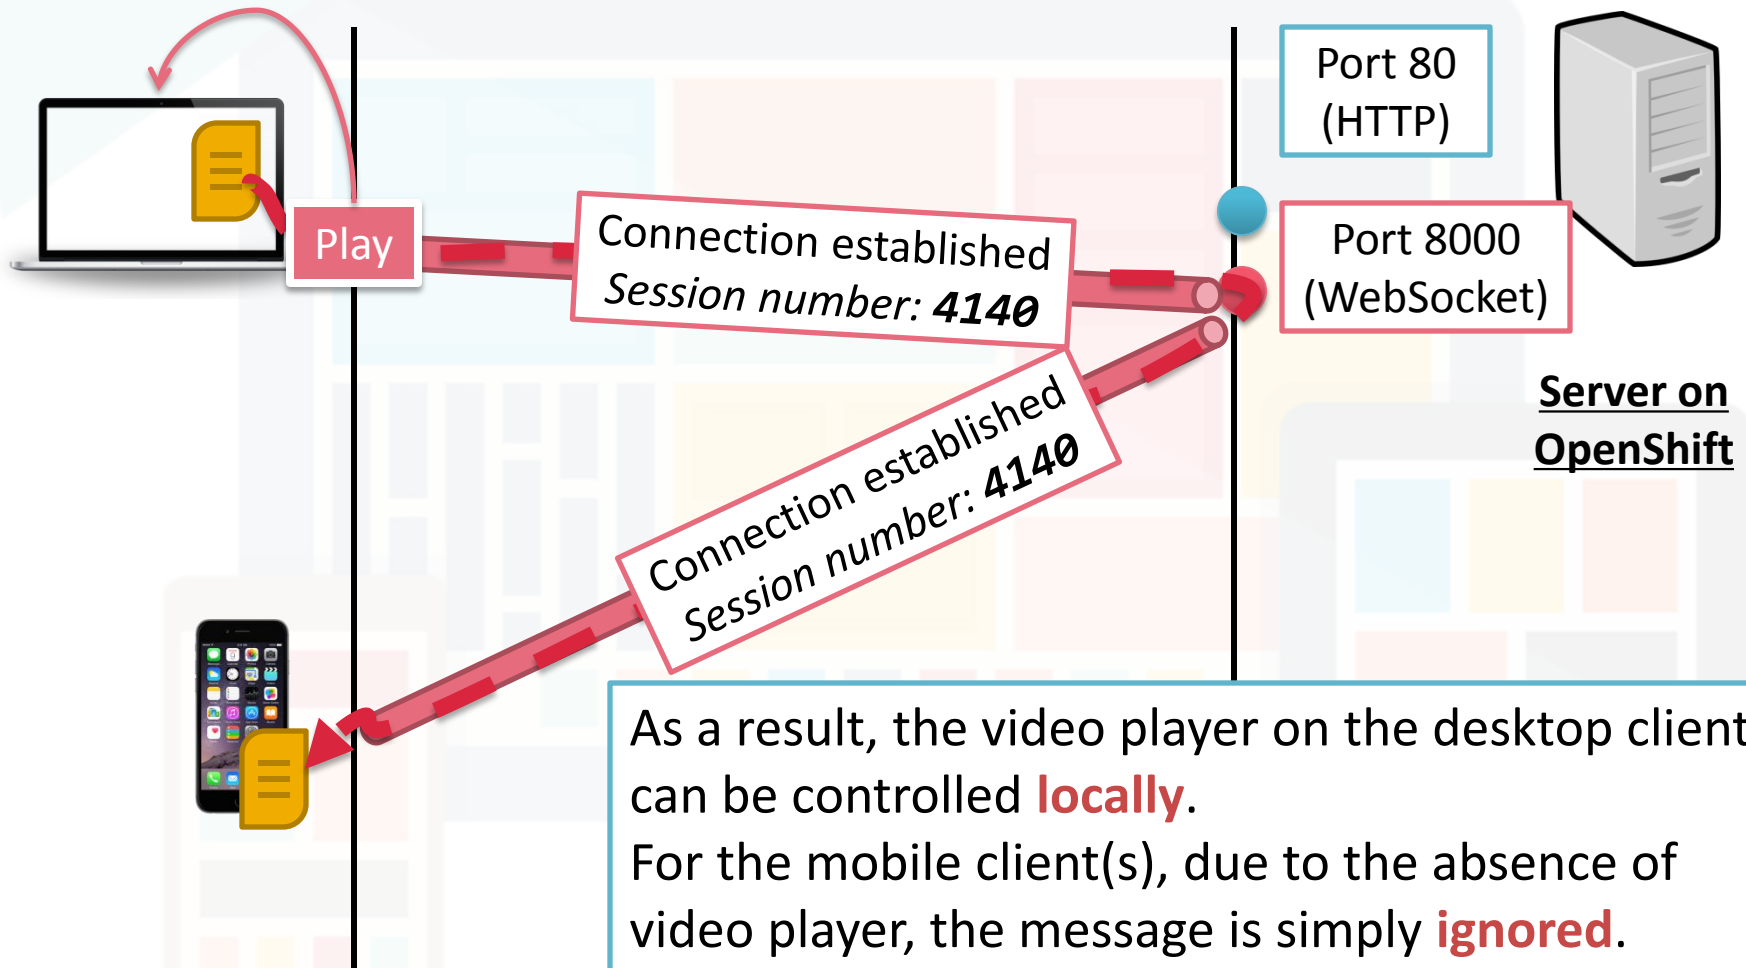 Port 80
(HTTP)
Play
Connection established
Session number: 4140
Port 8000
(WebSocket)
Server on
OpenShift
Connection established
Session number: 4140
As a result, the video player on the desktop client
can be controlled locally.
For the mobile client(s), due to the absence of
video player, the message is simply ignored.